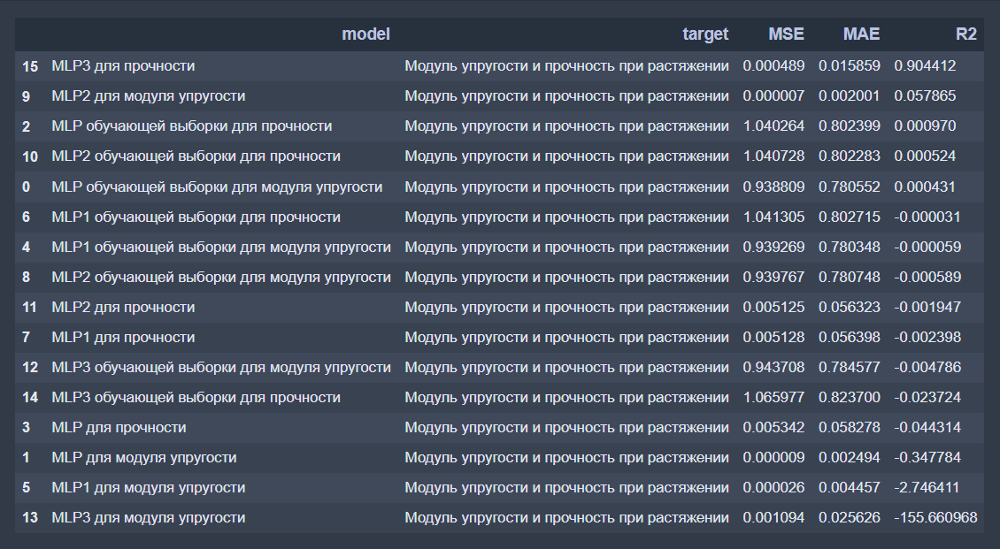 model target MSE MAE R2
15 MLP3 для прочности Модуль упругости и прочность при растяжении 0.000489 0.015859 0.904412
9 MLP2 для модуля упругости Модуль упругости и прочность при растяжении 0.000007 0.002001 0.057865
2 MLP обучающей выборки для прочности Модуль упругости и прочность при растяжении 1.040264 0.802399 0.000970
10 MLP2 обучающей выборки для прочности Модуль упругости и прочность при растяжении 1.040728 0.802283 0.000524
0 MLP обучающей выборки для модуля упругости Модуль упругости и прочность при растяжении 0.938809 0.780552 0.000431
6 MLP1 обучающей выборки для прочности Модуль упругости и прочность при растяжении 1.041305 0.802715 -0.000031
4 MLP1 обучающей выборки для модуля упругости Модуль упругости и прочность при растяжении 0.939269 0.780348 -0.000059
8 MLP2 обучающей выборки для модуля упругости Модуль упругости и прочность при растяжении 0.939767 0.780748 -0.000589
11 MLP2 для прочности Модуль упругости и прочность при растяжении 0.005125 0.056323 -0.001947
7 MLP1 для прочности Модуль упругости и прочность при растяжении 0.005128 0.056398 -0.002398
12 MLP3 обучающей выборки для модуля упругости Модуль упругости и прочность при растяжении 0.943708 0.784577 -0.004786
14 MLP3 обучающей выборки для прочности Модуль упругости и прочность при растяжении 1.065977 0.823700 -0.023724
3 MLP для прочности Модуль упругости и прочность при растяжении 0.005342 0.058278 -0.044314
1 MLP для модуля упругости Модуль упругости и прочность при растяжении 0.000009 0.002494 -0.347784
5 MLP1 для модуля упругости Модуль упругости и прочность при растяжении 0.000026 0.004457 -2.746411
13 MLP3 для модуля упругости Модуль упругости и прочность при растяжении 0.001094 0.025626 -155.660968